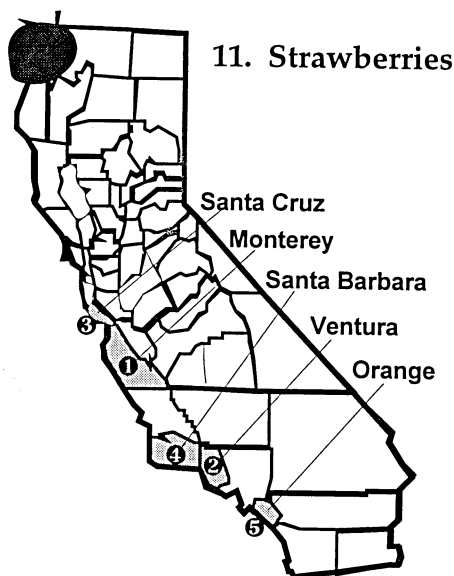 11. Strawberries
Santa Cruz
Monterey
Santa Barbara
Ventura
Orange
3
1
4
2
5